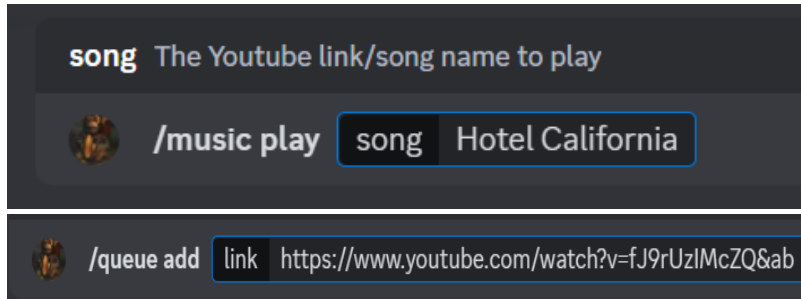 song The Youtube link/song name to play
/music play song Hotel California
/queue add link https://www.youtube.com/watch?v=fJ9rUzIMcZQ&ab